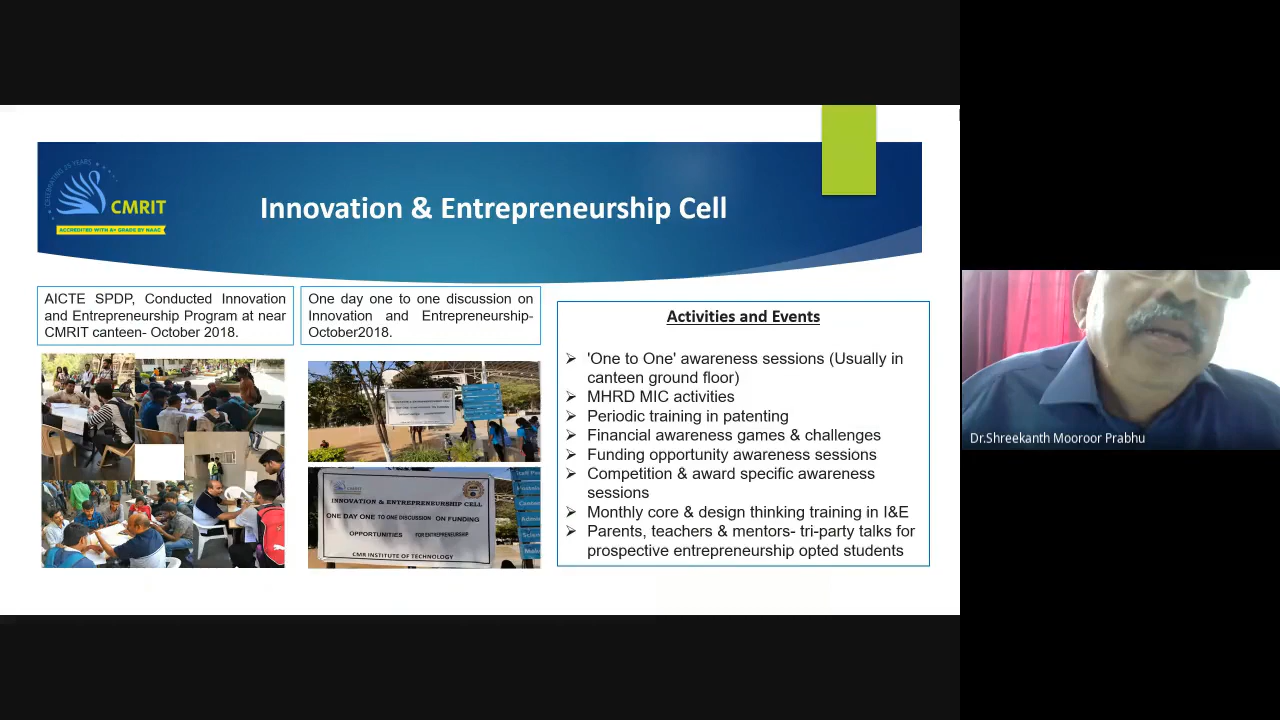 CELEBRATING 25 YEARS
CMRIT
ACCREDITED WITH A+ GRADE BY NAAC
Innovation & Entrepreneurship Cell
AICTE SPDP, Conducted Innovation
and Entrepreneurship Program at near
CMRIT canteen- October 2018.
One day one to one discussion on
Innovation and Entrepreneurship-
October2018.
INNOVATION & ENTREPRENEURSHIP CELL
ONE DAY ONE TO ONE DISCUSSION ON FUNDING
OPPORTUNITIES FOR ENTREPRENEURSHIP
CMR INSTITUTE OF TECHNOLOGY
Activities and Events
➢ 'One to One' awareness sessions (Usually in
canteen ground floor)
➢ MHRD MIC activities
➢ Periodic training in patenting
➢ Financial awareness games & challenges
➢ Funding opportunity awareness sessions
➢ Competition & award specific awareness
sessions
➢ Monthly core & design thinking training in I&E
➢ Parents, teachers & mentors- tri-party talks for
prospective entrepreneurship opted students
Dr.Shreekanth Mooroor Prabhu